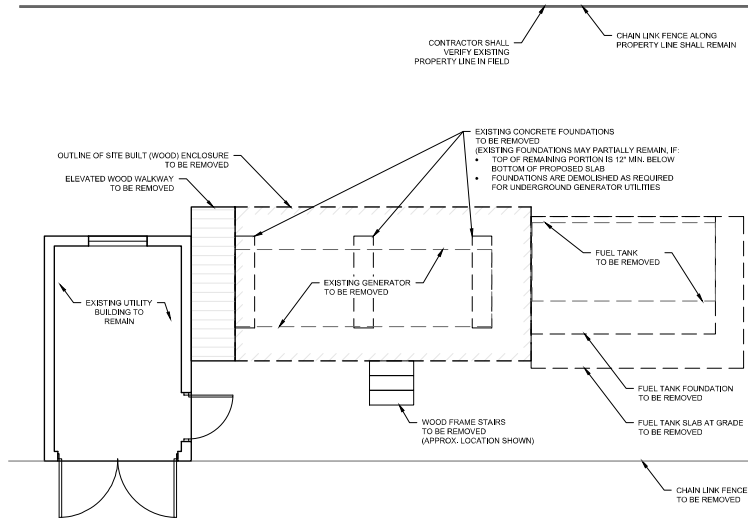 CONTRACTOR SHALL
VERIFY EXISTING
PROPERTY LINE IN FIELD
CHAIN LINK FENCE ALONG
PROPERTY LINE SHALL REMAIN
EXISTING CONCRETE FOUNDATIONS
TO BE REMOVED
(EXISTING FOUNDATIONS MAY PARTIALLY REMAIN, IF:
• TOP OF REMAINING PORTION IS 12" MIN. BELOW
BOTTOM OF PROPOSED SLAB
• FOUNDATIONS ARE DEMOLISHED AS REQUIRED
FOR UNDERGROUND GENERATOR UTILITIES
OUTLINE OF SITE BUILT (WOOD) ENCLOSURE
TO BE REMOVED
ELEVATED WOOD WALKWAY
TO BE REMOVED
FUEL TANK
TO BE REMOVED
EXISTING GENERATOR
TO BE REMOVED
EXISTING UTILITY
BUILDING TO
REMAIN
FUEL TANK FOUNDATION
TO BE REMOVED
WOOD FRAME STAIRS
TO BE REMOVED
(APPROX. LOCATION SHOWN)
FUEL TANK SLAB AT GRADE
TO BE REMOVED
CHAIN LINK FENCE
TO BE REMOVED